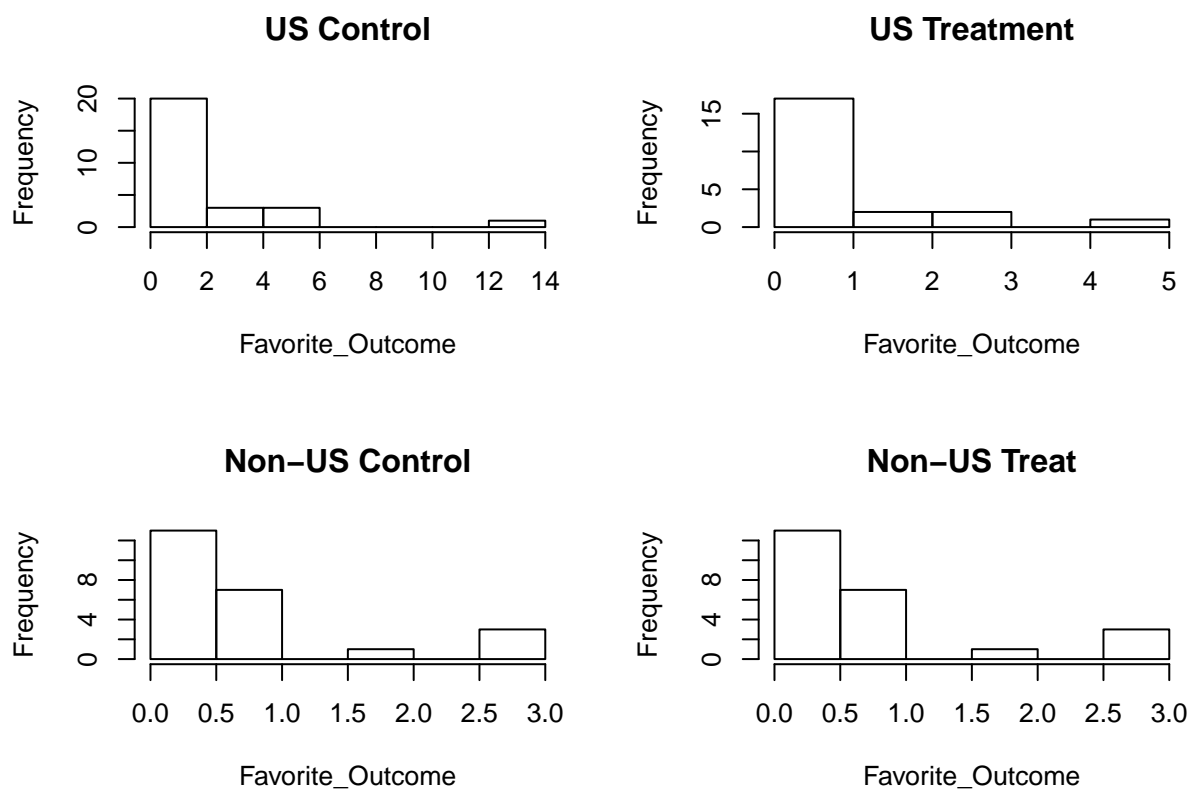 US Control
Frequency
0 10 20
0 2 4 6 8 10 12 14
Favorite_Outcome
US Treatment
Frequency
0 5 15
0 1 2 3 4 5
Favorite_Outcome
Non−US Control
Frequency
0 4 8
0.0 0.5 1.0 1.5 2.0 2.5 3.0
Favorite_Outcome
Non−US Treat
Frequency
0 4 8
0.0 0.5 1.0 1.5 2.0 2.5 3.0
Favorite_Outcome